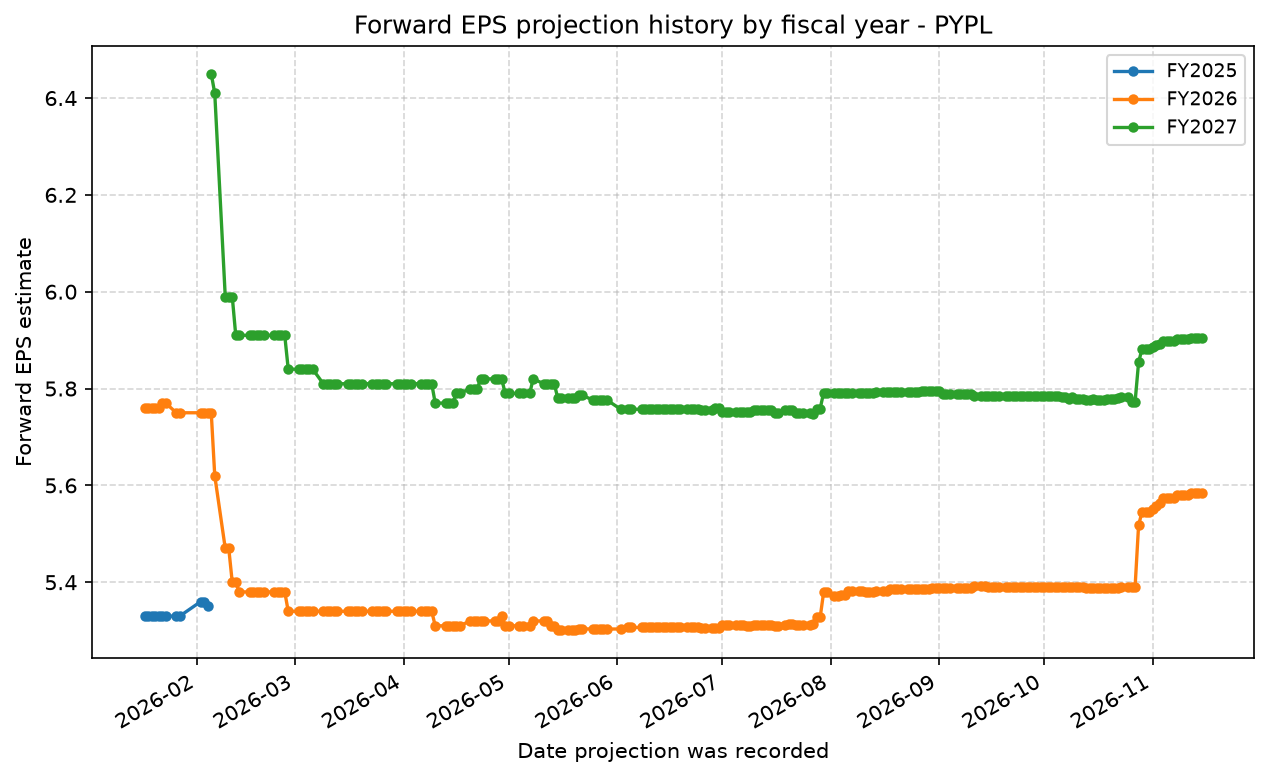 Forward EPS projection history by fiscal year - PYPL
Forward EPS estimate
6.4
6.2
6.0
5.8
5.6
5.4
FY2025
FY2026
FY2027
2026-02
2026-03
2026-04
2026-05
2026-06
2026-07
2026-08
2026-09
2026-10
2026-11
Date projection was recorded